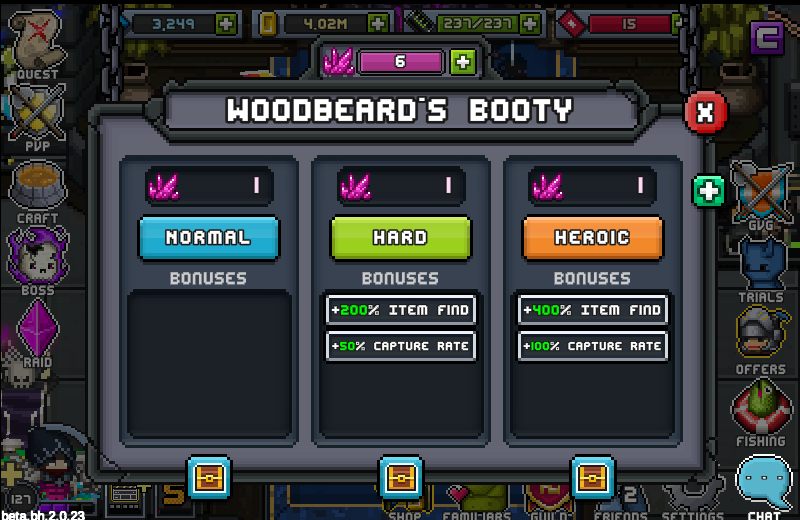 3,249
4.02M
237/237
15
6
QUEST
WOODBEARD'S BOOTY
X
PVP
1
1
1
CRAFT
NORMAL
HARD
HEROIC
GVG
BONUSES
BONUSES
BONUSES
BOSS
TRIALS
+200% ITEM FIND
+400% ITEM FIND
+50% CAPTURE RATE
+100% CAPTURE RATE
RAID
OFFERS
FISHING
127
2
beta.bh.2.0.23
SHOP
FAMILIARS
GUILD
FRIENDS
SETTINGS
CHAT